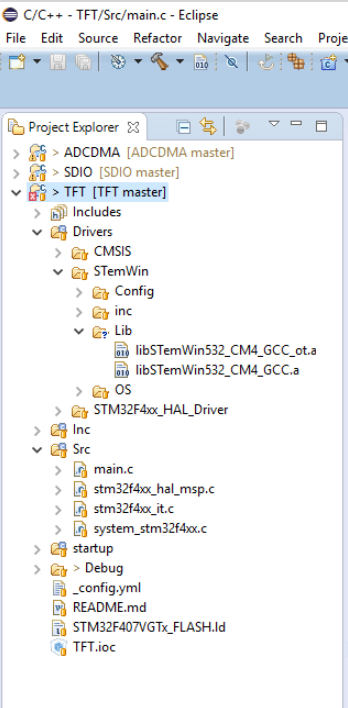 C/C++ - TFT/Src/main.c - Eclipse
File Edit Source Refactor Navigate Search Proje
Project Explorer
> ADCDMA [ADCDMA master]
> SDIO [SDIO master]
> TFT [TFT master]
Includes
Drivers
CMSIS
STemWin
Config
inc
Lib
libSTemWin532_CM4_GCC_ot.a
libSTemWin532_CM4_GCC.a
OS
STM32F4xx_HAL_Driver
Inc
Src
main.c
stm32f4xx_hal_msp.c
stm32f4xx_it.c
system_stm32f4xx.c
startup
> Debug
_config.yml
README.md
STM32F407VGTx_FLASH.ld
TFT.ioc